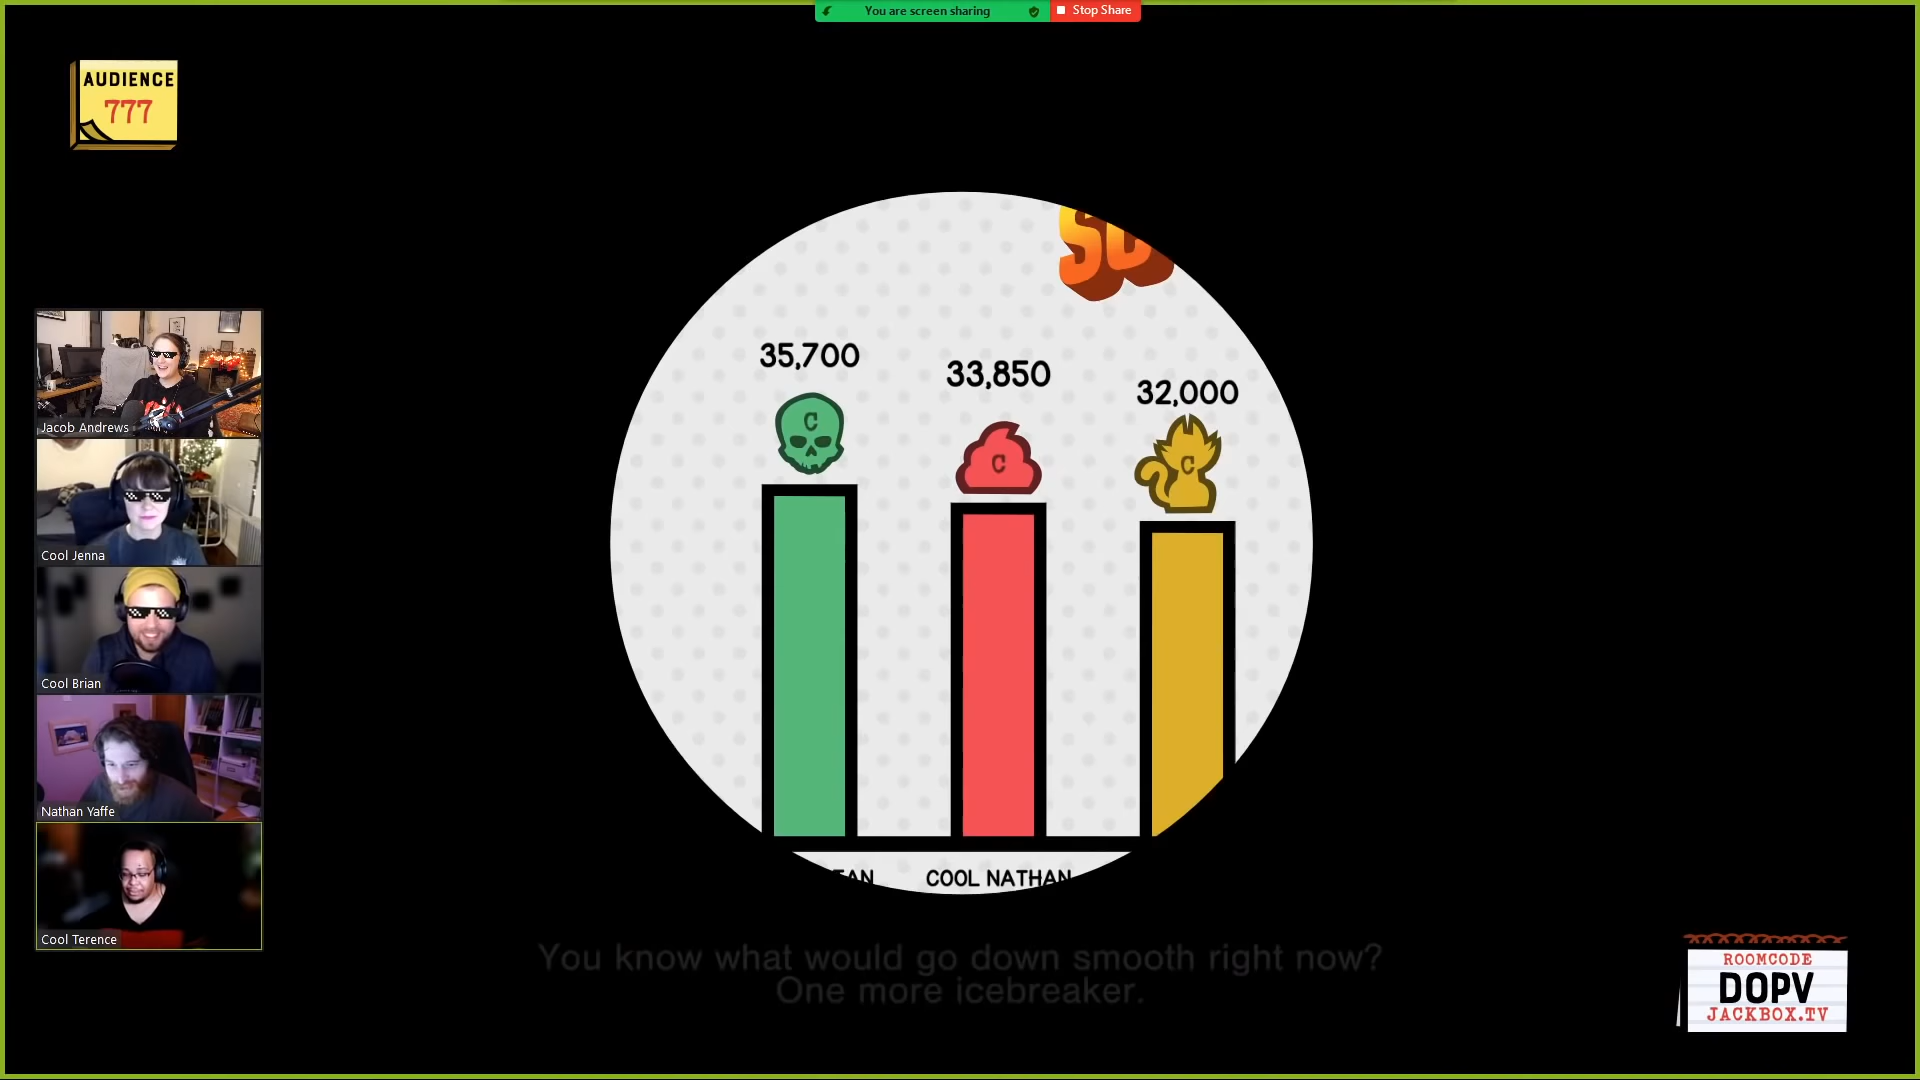 You are screen sharing
Stop Share
AUDIENCE
777
35,700
33,850
32,000
C
C
C
COOL NATHAN
Jacob Andrews
Cool Jenna
Cool Brian
Nathan Yaffe
Cool Terence
You know what would go down smooth right now?
One more icebreaker.
ROOMCODE
DOPV
JACKBOX.TV